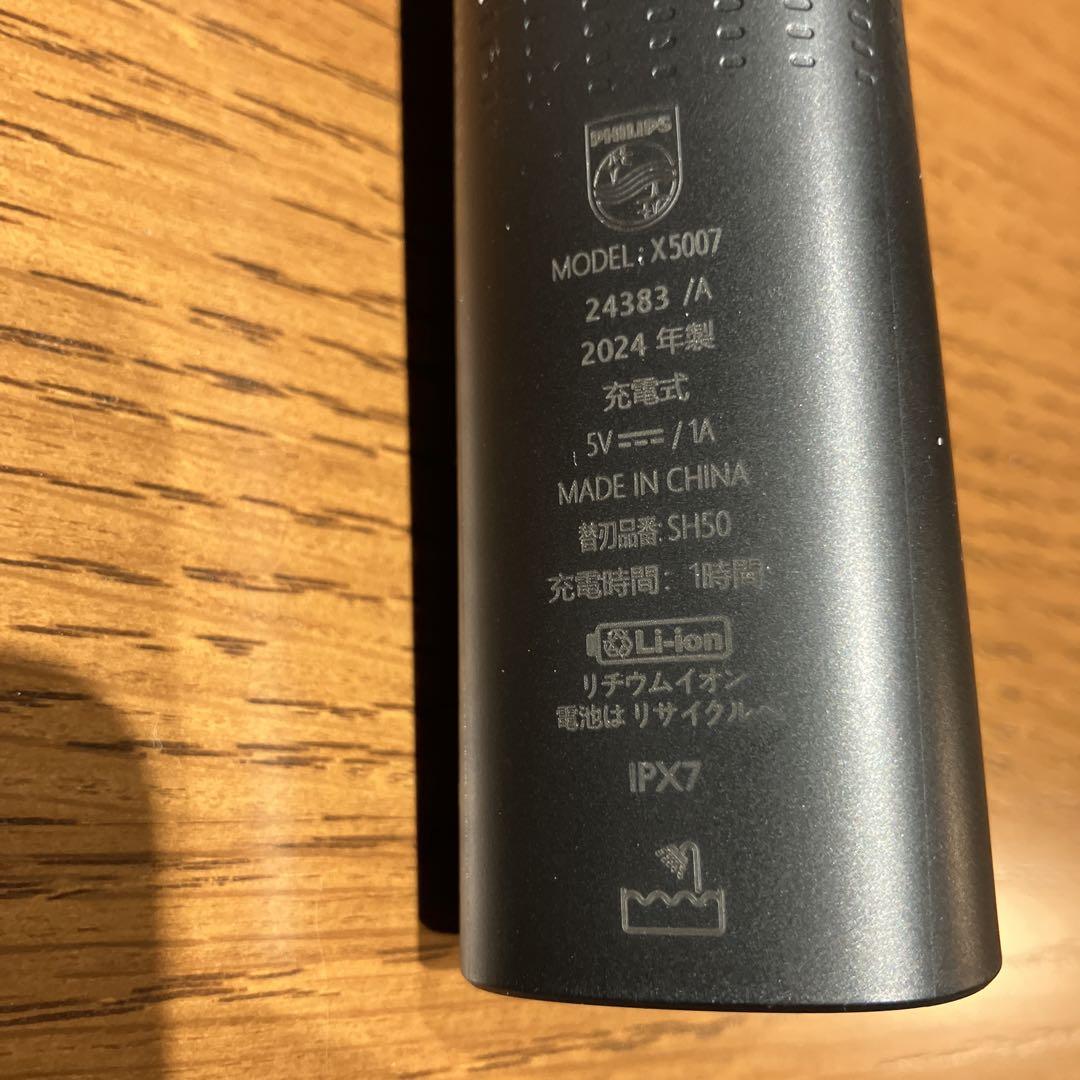 PHILIPS
MODEL: X5007
24383 /A
2024 年製
充電式
5V⎓/1A
MADE IN CHINA
替刃品番:SH50
充電時間: 1時間
Li-ion
リチウムイオン
電池はリサイクルへ
IPX7